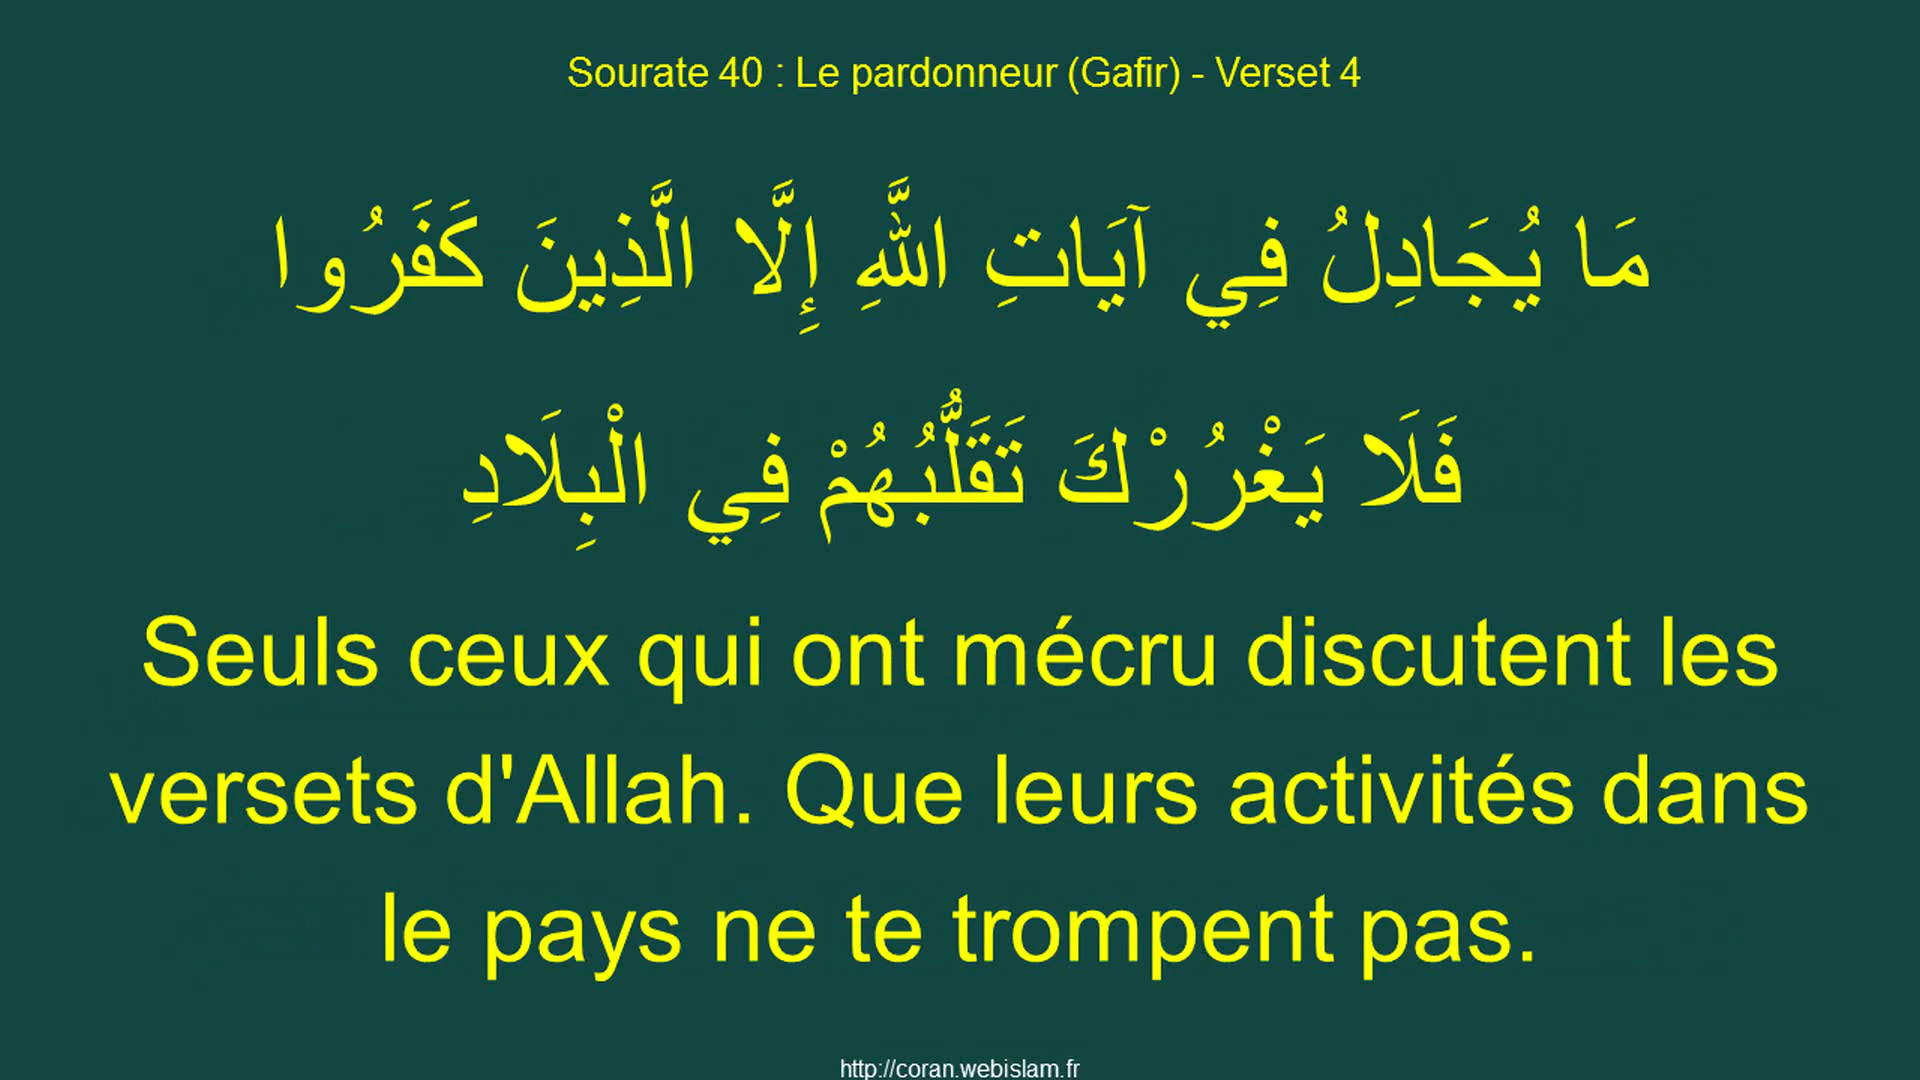 Sourate 40 : Le pardonneur (Gafir) - Verset 4
مَا يُجَادِلُ فِي آيَاتِ اللَّهِ إِلَّا الَّذِينَ كَفَرُوا
فَلَا يَغْرُرْكَ تَقَلُّبُهُمْ فِي الْبِلَادِ
Seuls ceux qui ont mécru discutent les
versets d'Allah. Que leurs activités dans
le pays ne te trompent pas.
http://coran.webislam.fr